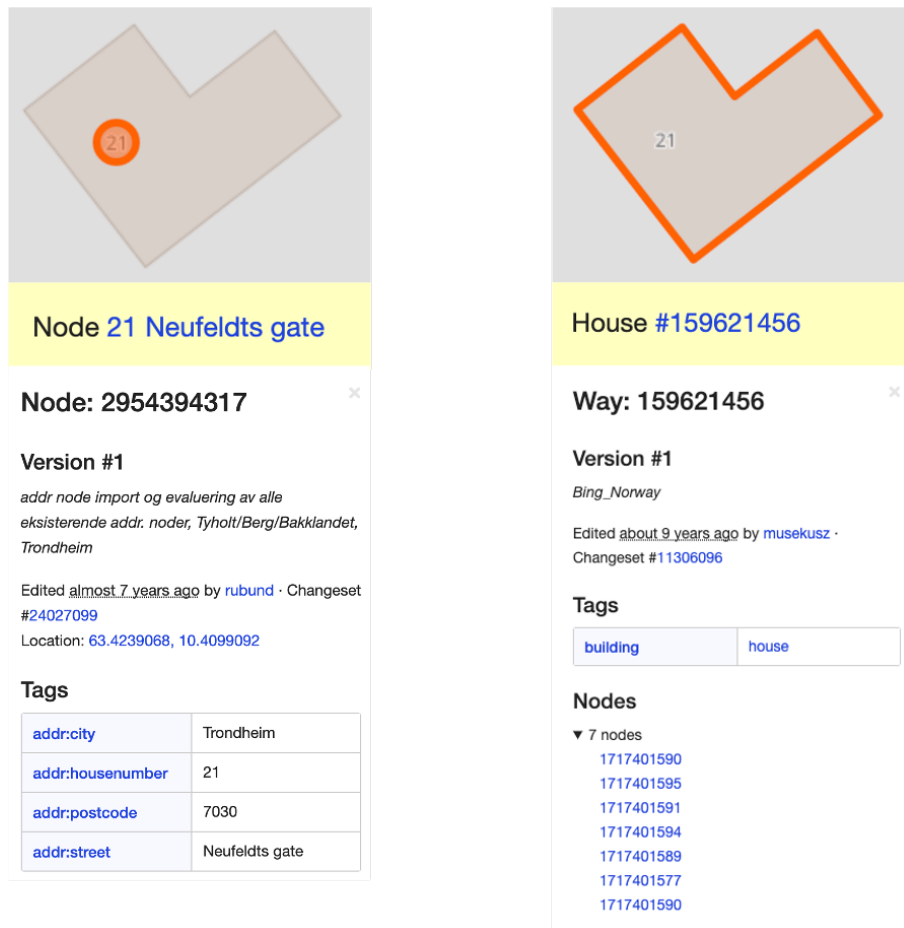 21
Node 21 Neufeldts gate
Node: 2954394317
×
Version #1
addr node import og evaluering av alle
eksisterende addr. noder, Tyholt/Berg/Bakklandet,
Trondheim
Edited almost 7 years ago by rubund · Changeset
#24027099
Location: 63.4239068, 10.4099092
Tags
addr:city Trondheim
addr:housenumber 21
addr:postcode 7030
addr:street Neufeldts gate
21
House #159621456
Way: 159621456
×
Version #1
Bing_Norway
Edited about 9 years ago by musekusz ·
Changeset #11306096
Tags
building house
Nodes
▼ 7 nodes
1717401590
1717401595
1717401591
1717401594
1717401589
1717401577
1717401590